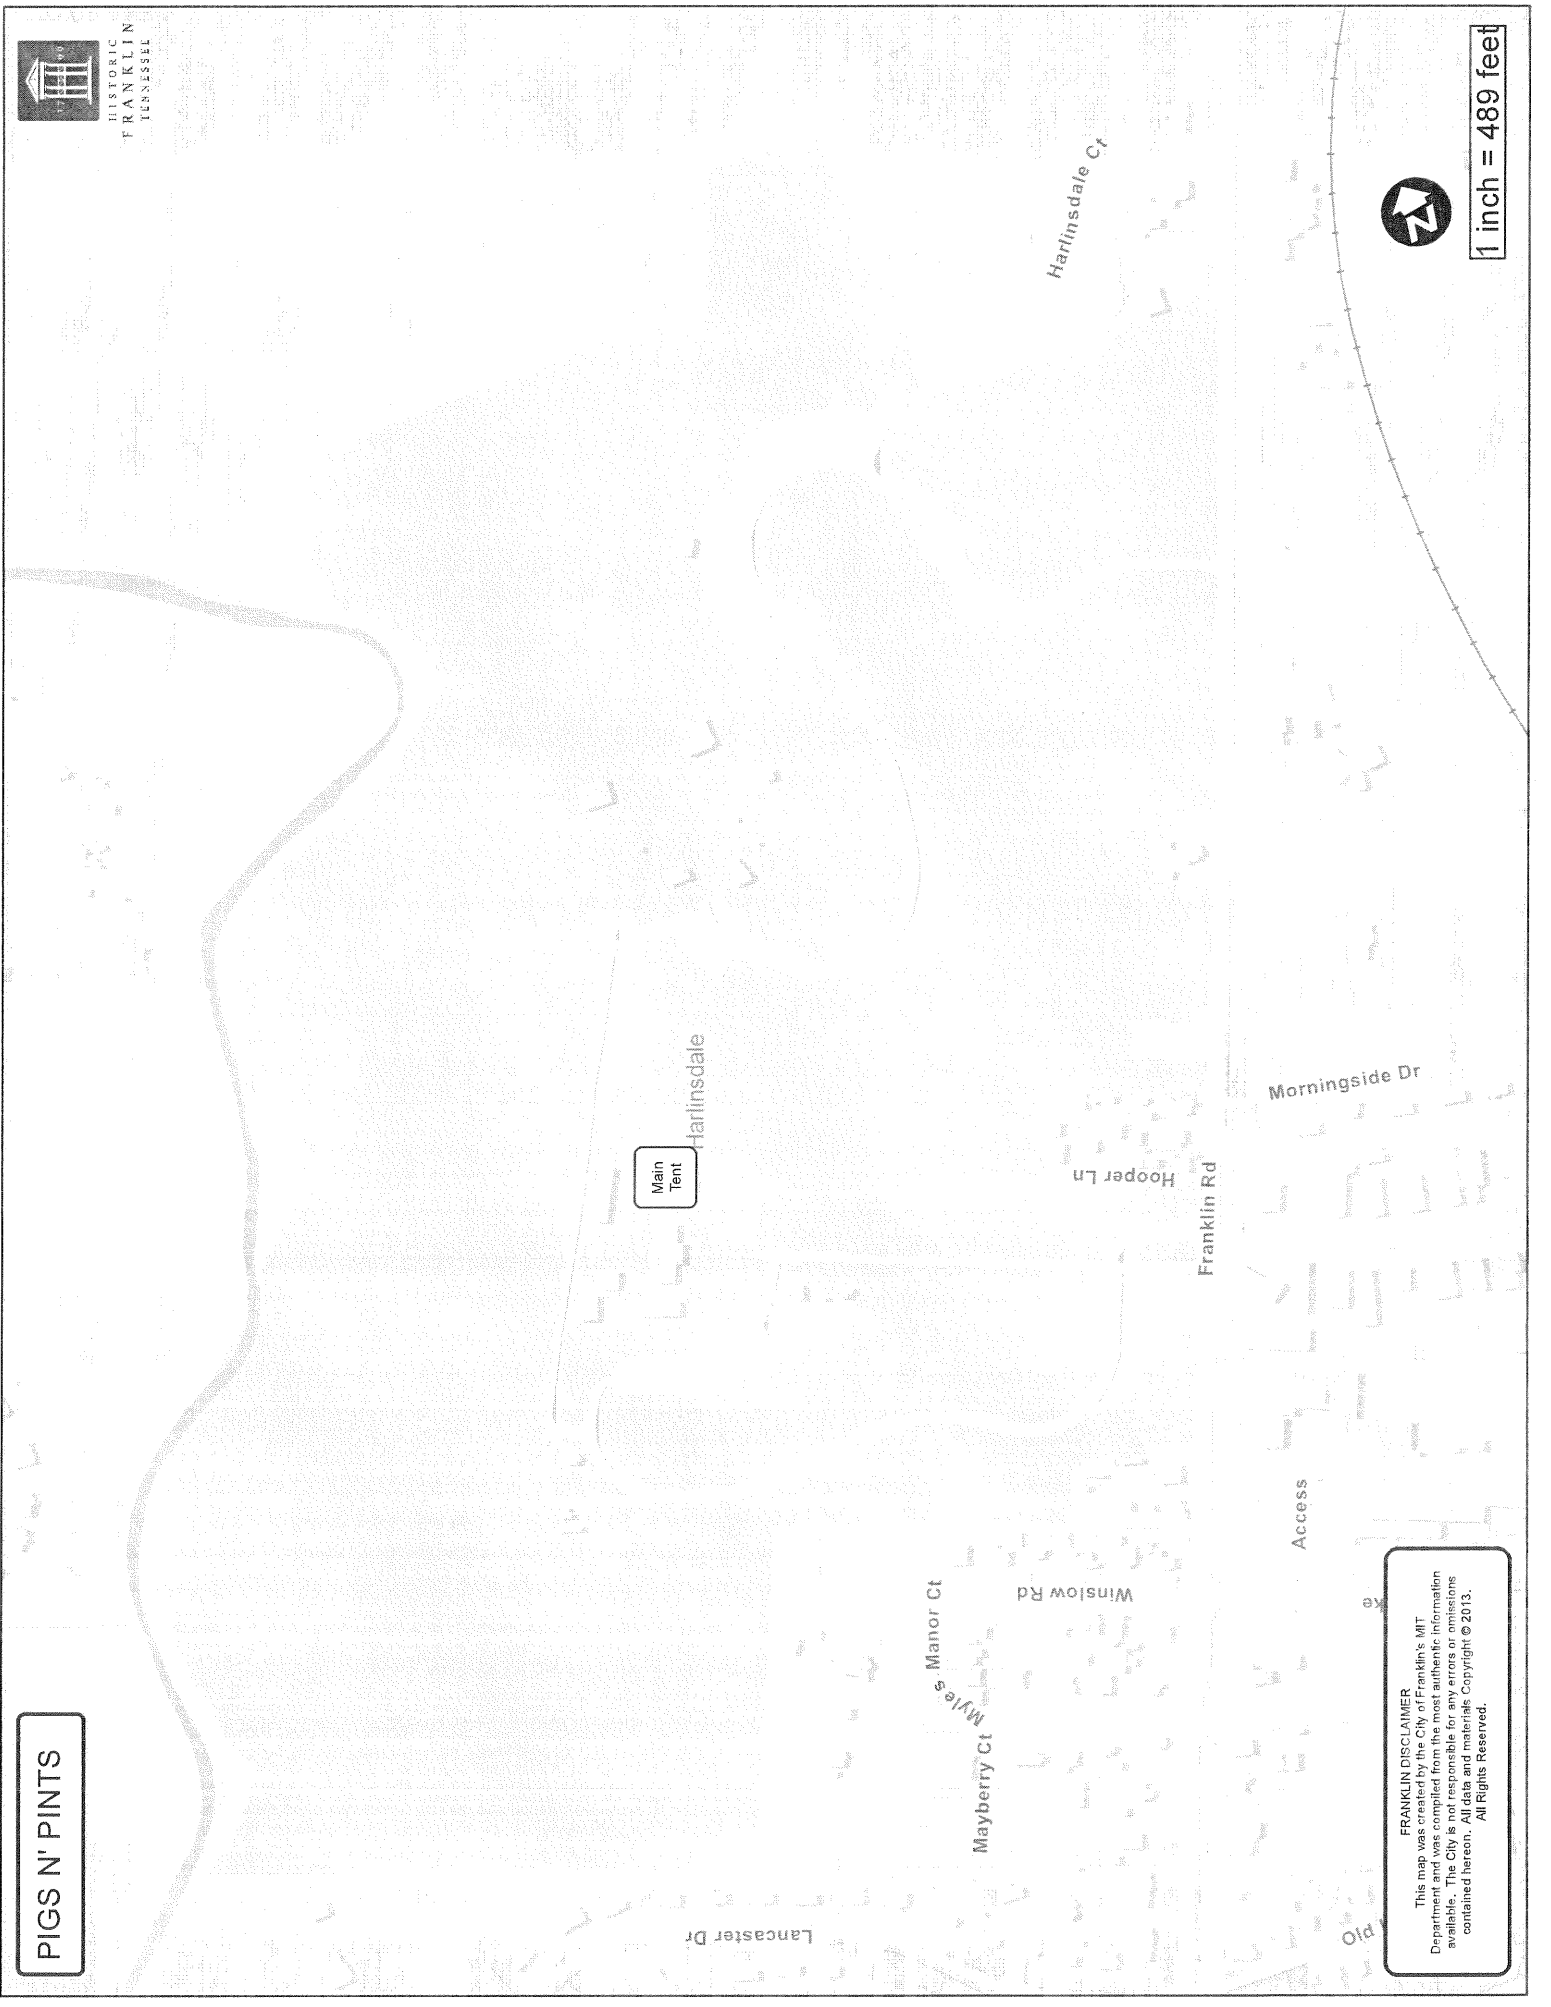 PIGS N' PINTS
HISTORIC
FRANKLIN
TENNESSEE
Harlinsdale
Main
Tent
Harlinsdale Ct
Hooper Ln
Franklin Rd
Morningside Dr
Access
Winslow Rd
Myles Manor Ct
Mayberry Ct
Lancaster Dr
Old
ke
FRANKLIN DISCLAIMER
This map was created by the City of Franklin's MIT
Department and was compiled from the most authentic information
available. The City is not responsible for any errors or omissions
contained hereon. All data and materials Copyright © 2013.
All Rights Reserved.
N
1 inch = 489 feet